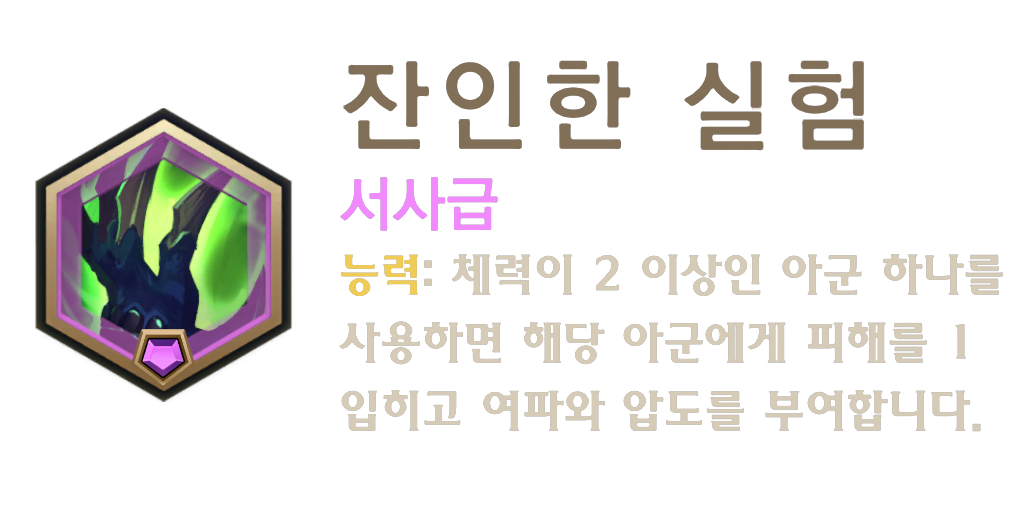 잔인한 실험
서사급
능력: 체력이 2 이상인 아군 하나를
사용하면 해당 아군에게 피해를 1
입히고 여파와 압도를 부여합니다.